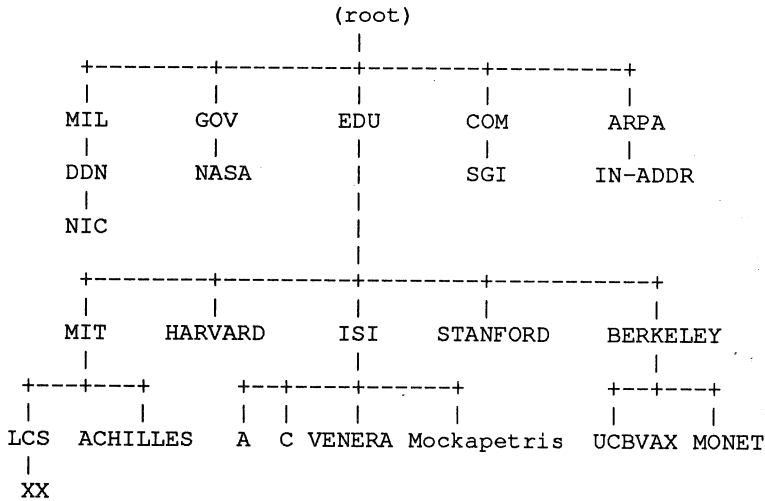 (root)
MIL GOV EDU COM ARPA
DDN NASA SGI IN-ADDR
NIC
MIT HARVARD ISI STANFORD BERKELEY
LCS ACHILLES A C VENERA Mockapetris UCBVAX MONET
XX